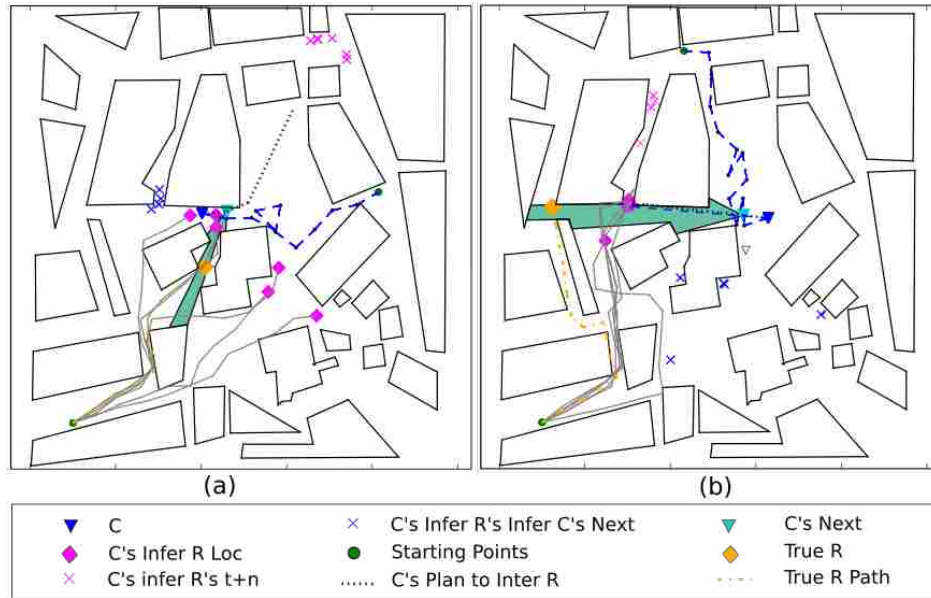 (a) (b)
C C's Infer R's Infer C's Next C's Next
C's Infer R Loc Starting Points True R
C's infer R's t+n C's Plan to Inter R True R Path